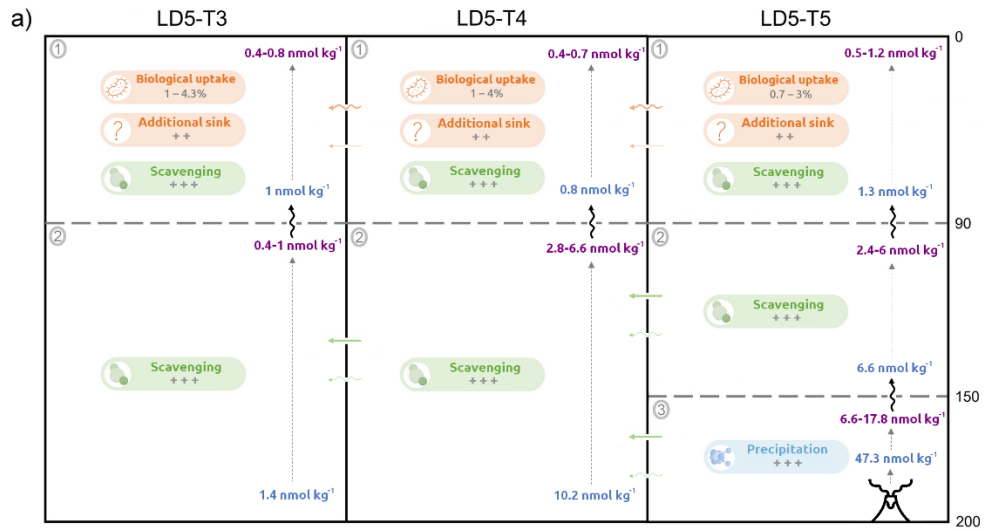 a)
LD5-T3
LD5-T4
LD5-T5
1
0.4-0.8 nmol kg⁻¹
Biological uptake
1 – 4.3%
?
Additional sink
+ +
Scavenging
+ + +
1 nmol kg⁻¹
2
0.4-1 nmol kg⁻¹
Scavenging
+ + +
1.4 nmol kg⁻¹
1
0.4-0.7 nmol kg⁻¹
Biological uptake
1 – 4%
?
Additional sink
+ +
Scavenging
+ + +
0.8 nmol kg⁻¹
2
2.8-6.6 nmol kg⁻¹
Scavenging
+ + +
10.2 nmol kg⁻¹
1
0.5-1.2 nmol kg⁻¹
Biological uptake
0.7 – 3%
?
Additional sink
+ +
Scavenging
+ + +
1.3 nmol kg⁻¹
2
2.4-6 nmol kg⁻¹
Scavenging
+ + +
6.6 nmol kg⁻¹
3
6.6-17.8 nmol kg⁻¹
Precipitation
+ + +
47.3 nmol kg⁻¹
0
90
150
200